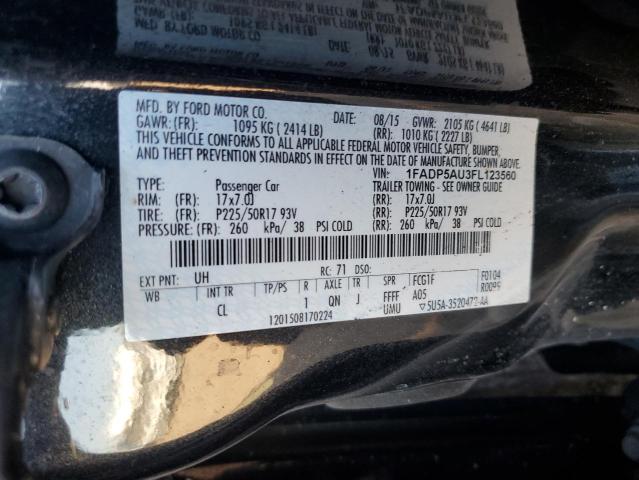 MFD. BY FORD MOTOR CO.
DATE: 08/15 GVWR: 2105 KG ( 4641 LB)
GAWR: (FR): 1095 KG ( 2414 LB) (RR): 1010 KG ( 2227 LB)
THIS VEHICLE CONFORMS TO ALL APPLICABLE FEDERAL MOTOR VEHICLE SAFETY, BUMPER,
AND THEFT PREVENTION STANDARDS IN EFFECT ON THE DATE OF MANUFACTURE SHOWN ABOVE.
VIN: 1FADP5AU3FL123560
TYPE: Passenger Car TRAILER TOWING - SEE OWNER GUIDE
RIM: (FR): 17x7.0J (RR): 17x7.0J
TIRE: (FR): P225/50R17 93V (RR): P225/50R17 93V
PRESSURE: (FR): 260 kPa/ 38 PSI COLD (RR): 260 kPa/ 38 PSI COLD
EXT PNT: UH RC: 71 DSO: FCG1F F0104
WB INT TR TP/PS R AXLE TR SPR A05 R0095
CL 1 QN J FFFF
UMU
1201508170224 5U5A-3520472-AA